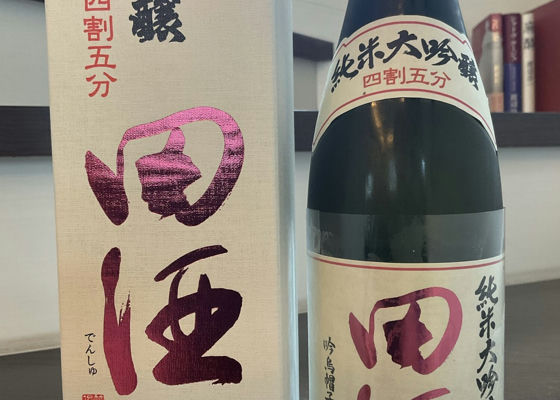 醸
四割五分
田酒
でんしゅ
純米大吟醸
四割五分
純米大吟
田酒
吟烏帽子